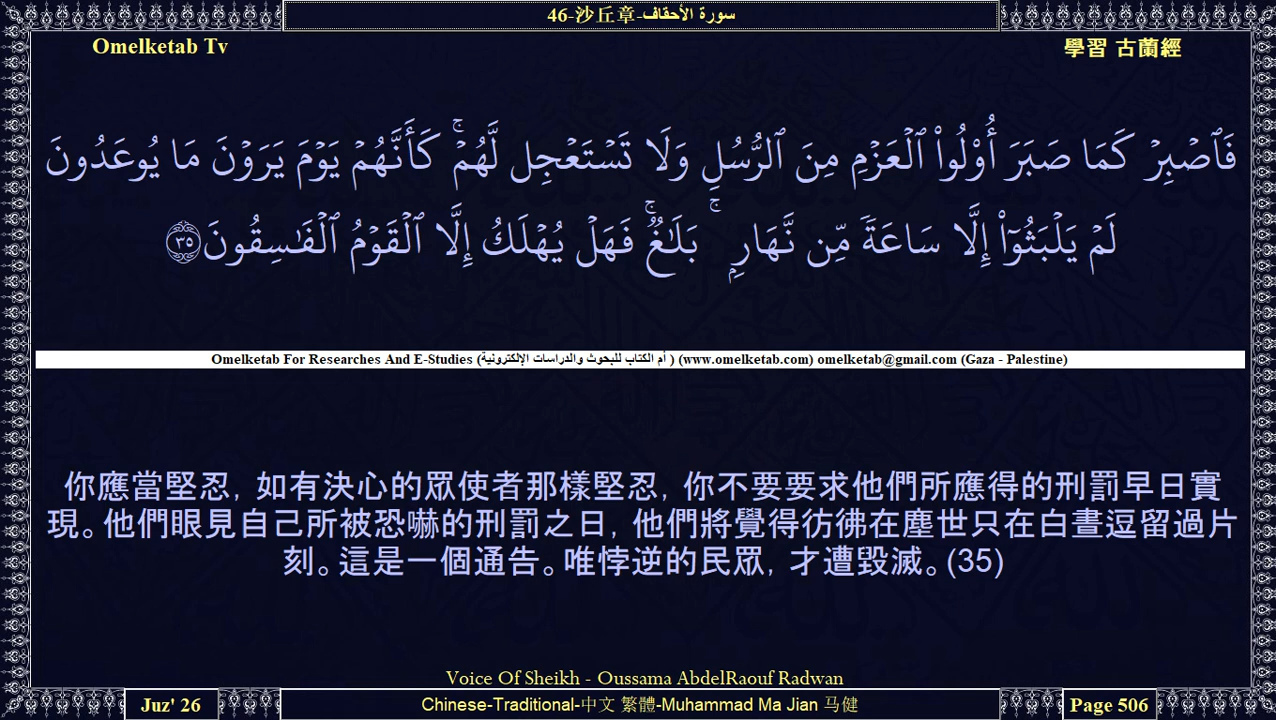 46-沙丘章-سورة الأحقاف
Omelketab Tv
學習 古蘭經
فَٱصۡبِرۡ كَمَا صَبَرَ أُوْلُواْ ٱلۡعَزۡمِ مِنَ ٱلرُّسُلِ وَلَا تَسۡتَعۡجِل لَّهُمۡۚ كَأَنَّهُمۡ يَوۡمَ يَرَوۡنَ مَا يُوعَدُونَ
لَمۡ يَلۡبَثُوٓاْ إِلَّا سَاعَةٗ مِّن نَّهَارِۭۚ بَلَٰغٞۚ فَهَلۡ يُهۡلَكُ إِلَّا ٱلۡقَوۡمُ ٱلۡفَٰسِقُونَ ٣٥
Omelketab For Researches And E-Studies (أم الكتاب للبحوث والدراسات الإلكترونية ) (www.omelketab.com) omelketab@gmail.com (Gaza - Palestine)
你應當堅忍，如有決心的眾使者那樣堅忍，你不要要求他們所應得的刑罰早日實
現。他們眼見自己所被恐嚇的刑罰之日，他們將覺得彷彿在塵世只在白晝逗留過片
刻。這是一個通告。唯悖逆的民眾，才遭毀滅。(35)
Voice Of Sheikh - Oussama AbdelRaouf Radwan
Juz' 26
Chinese-Traditional-中文 繁體-Muhammad Ma Jian 马健
Page 506